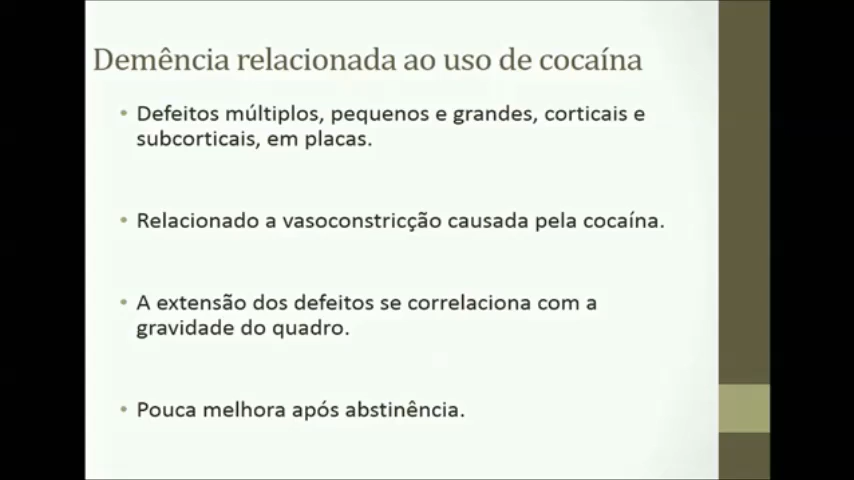 Demência relacionada ao uso de cocaína
• Defeitos múltiplos, pequenos e grandes, corticais e
subcorticais, em placas.
• Relacionado a vasoconstricção causada pela cocaína.
• A extensão dos defeitos se correlaciona com a
gravidade do quadro.
• Pouca melhora após abstinência.